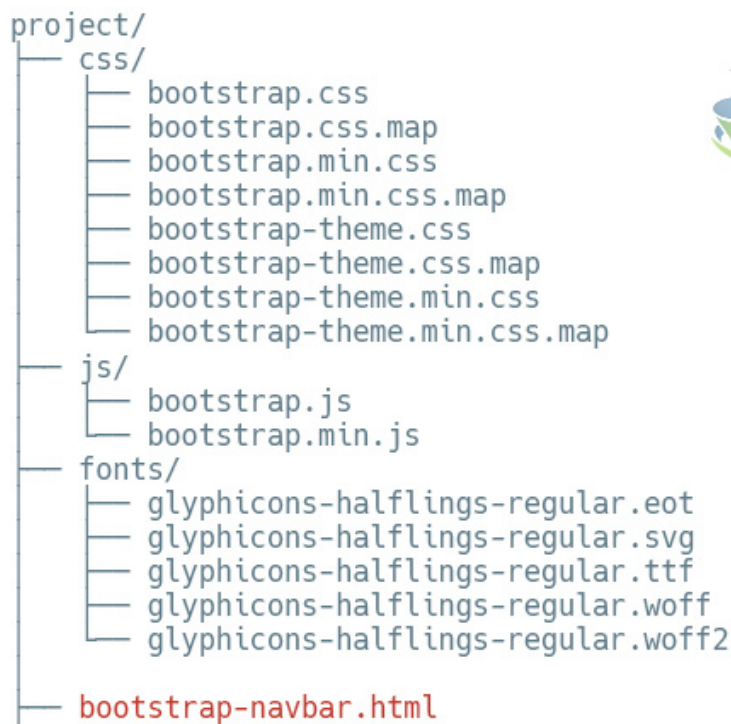 project/
css/
bootstrap.css
bootstrap.css.map
bootstrap.min.css
bootstrap.min.css.map
bootstrap-theme.css
bootstrap-theme.css.map
bootstrap-theme.min.css
bootstrap-theme.min.css.map
js/
bootstrap.js
bootstrap.min.js
fonts/
glyphicons-halflings-regular.eot
glyphicons-halflings-regular.svg
glyphicons-halflings-regular.ttf
glyphicons-halflings-regular.woff
glyphicons-halflings-regular.woff2
bootstrap-navbar.html